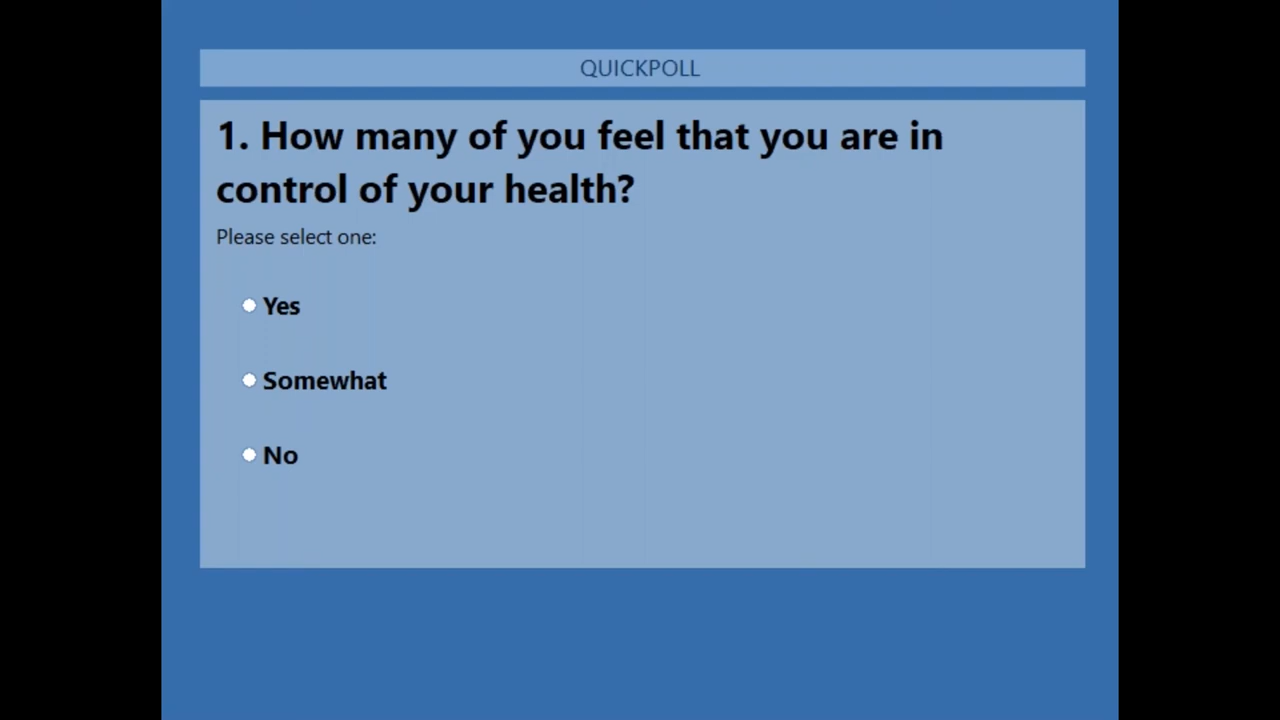 QUICKPOLL
1. How many of you feel that you are in
control of your health?
Please select one:
Yes
Somewhat
No